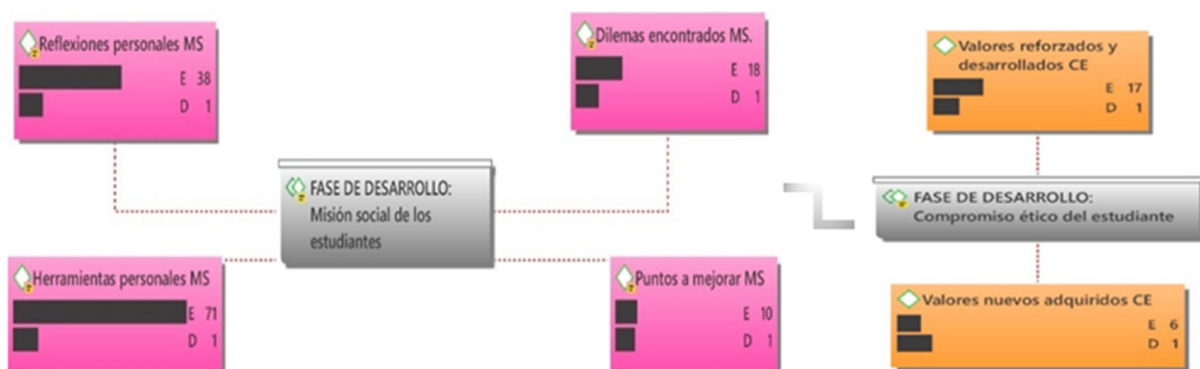 Reflexiones personales MS
E 38
D 1
Dilemas encontrados MS.
E 18
D 1
FASE DE DESARROLLO:
Misión social de los
estudiantes
Herramientas personales MS
E 71
D 1
Puntos a mejorar MS
E 10
D 1
Valores reforzados y
desarrollados CE
E 17
D 1
FASE DE DESARROLLO:
Compromiso ético del estudiante
Valores nuevos adquiridos CE
E 6
D 1